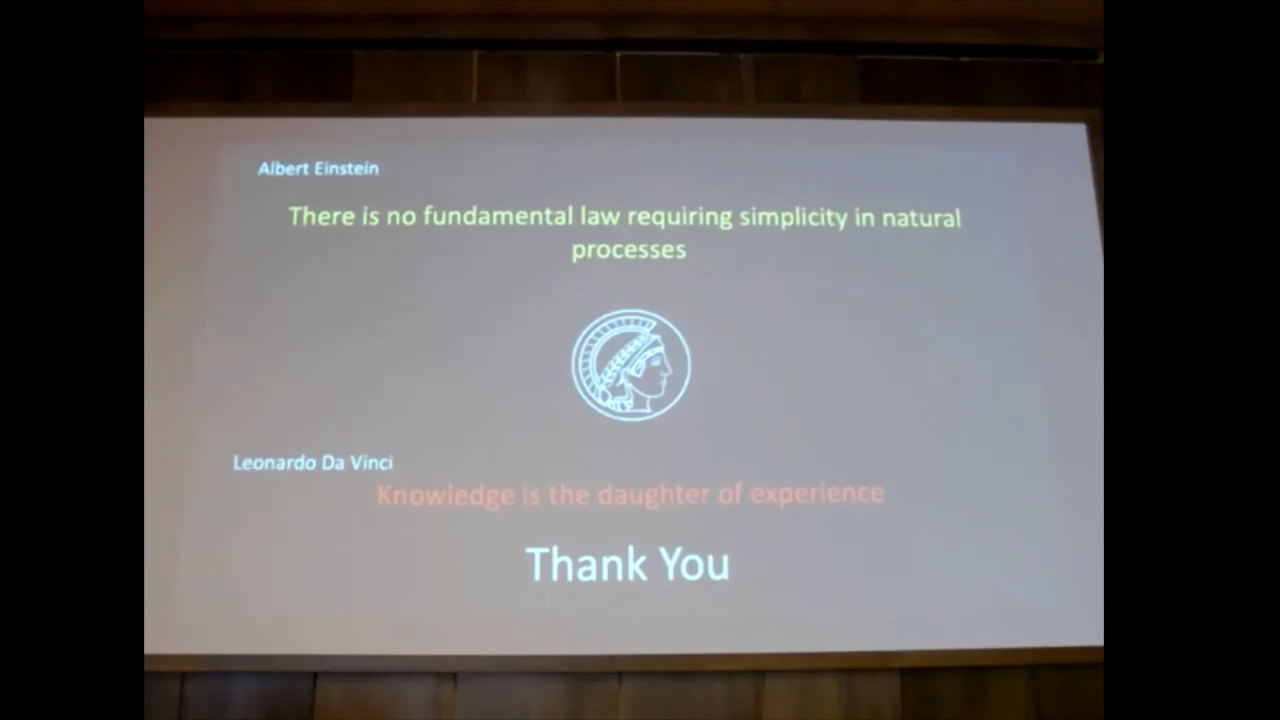 Albert Einstein
There is no fundamental law requiring simplicity in natural
processes
Leonardo Da Vinci
Knowledge is the daughter of experience
Thank You